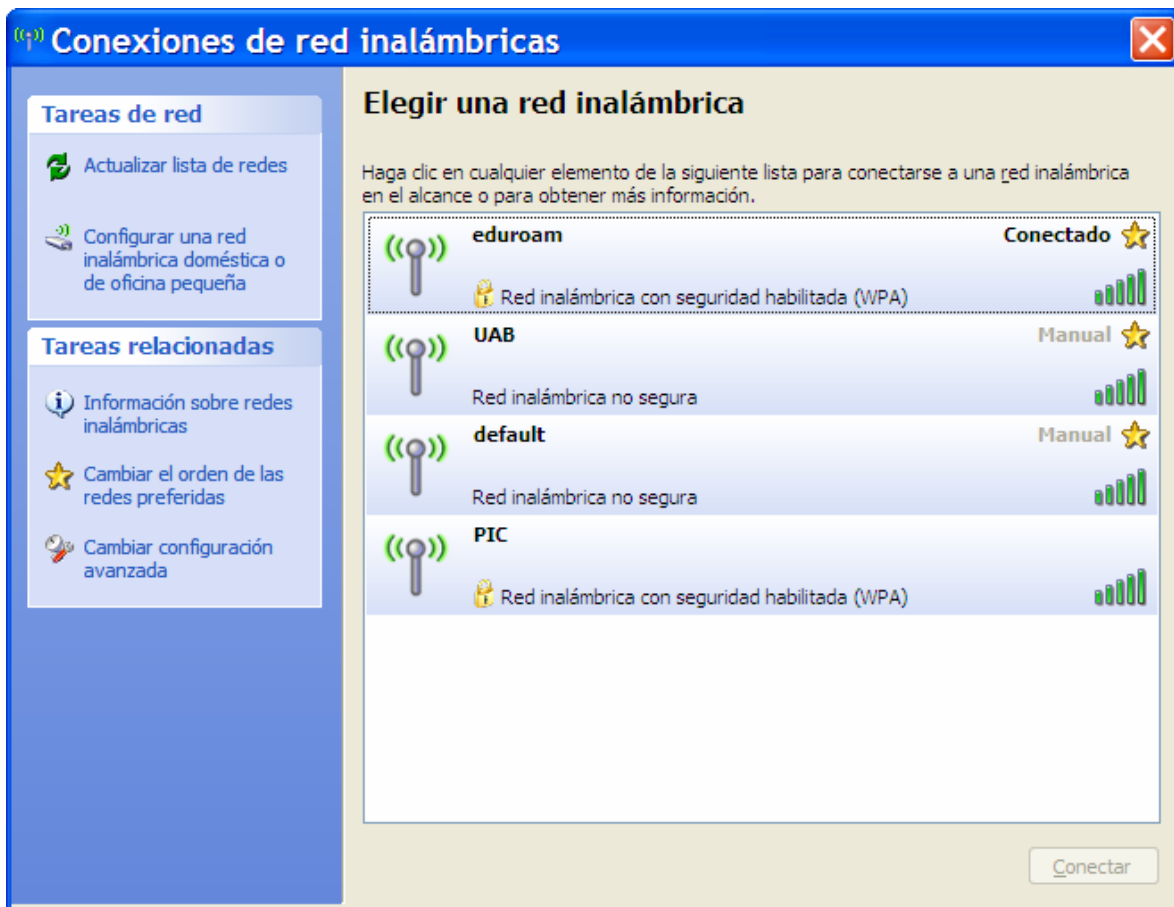 Conexiones de red inalámbricas
Tareas de red
Actualizar lista de redes
Configurar una red
inalámbrica doméstica o
de oficina pequeña
Tareas relacionadas
Información sobre redes
inalámbricas
Cambiar el orden de las
redes preferidas
Cambiar configuración
avanzada
Elegir una red inalámbrica
Haga clic en cualquier elemento de la siguiente lista para conectarse a una red inalámbrica
en el alcance o para obtener más información.
eduroam Conectado
Red inalámbrica con seguridad habilitada (WPA)
UAB Manual
Red inalámbrica no segura
default Manual
Red inalámbrica no segura
PIC
Red inalámbrica con seguridad habilitada (WPA)
Conectar